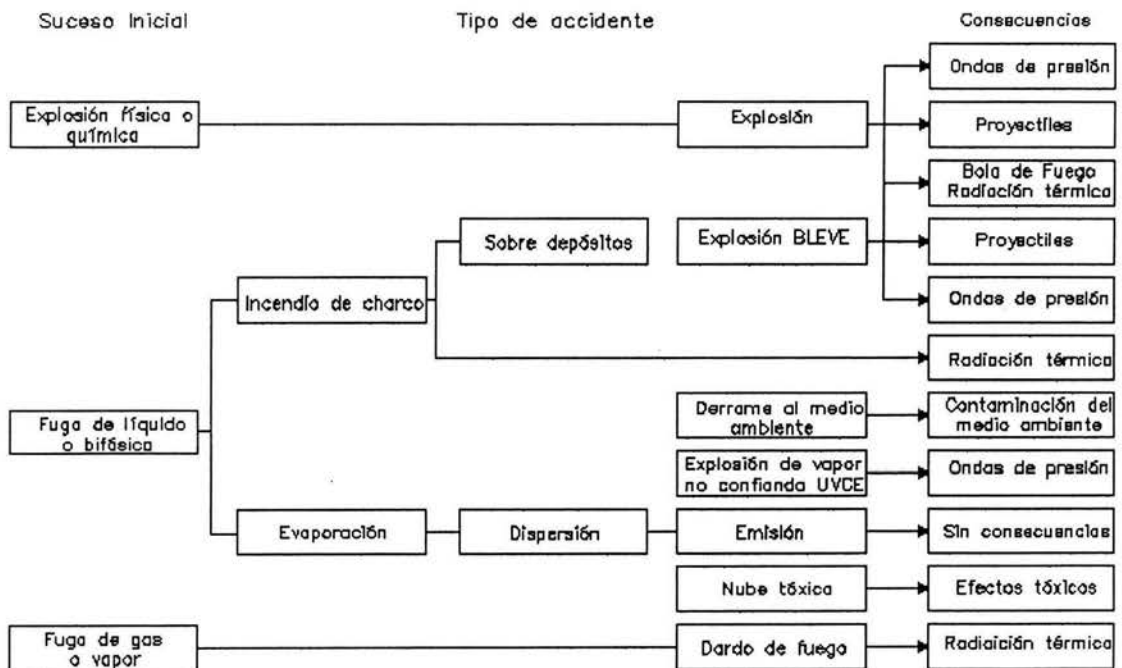 Suceso Inicial
Tipo de accidente
Consecuencias
Ondas de presión
Explosión física o
química
Explosión
Proyectiles
Bola de Fuego
Radiación térmica
Sobre depósitos
Explosión BLEVE
Proyectiles
Incendio de charco
Ondas de presión
Radiación térmica
Fuga de líquido
o bifásica
Derrame al medio
ambiente
Contaminación del
medio ambiente
Explosión de vapor
no confianda UVCE
Ondas de presión
Evaporación
Dispersión
Emisión
Sin consecuencias
Nube tóxica
Efectos tóxicos
Fuga de gas
o vapor
Dardo de fuego
Radiaición térmica